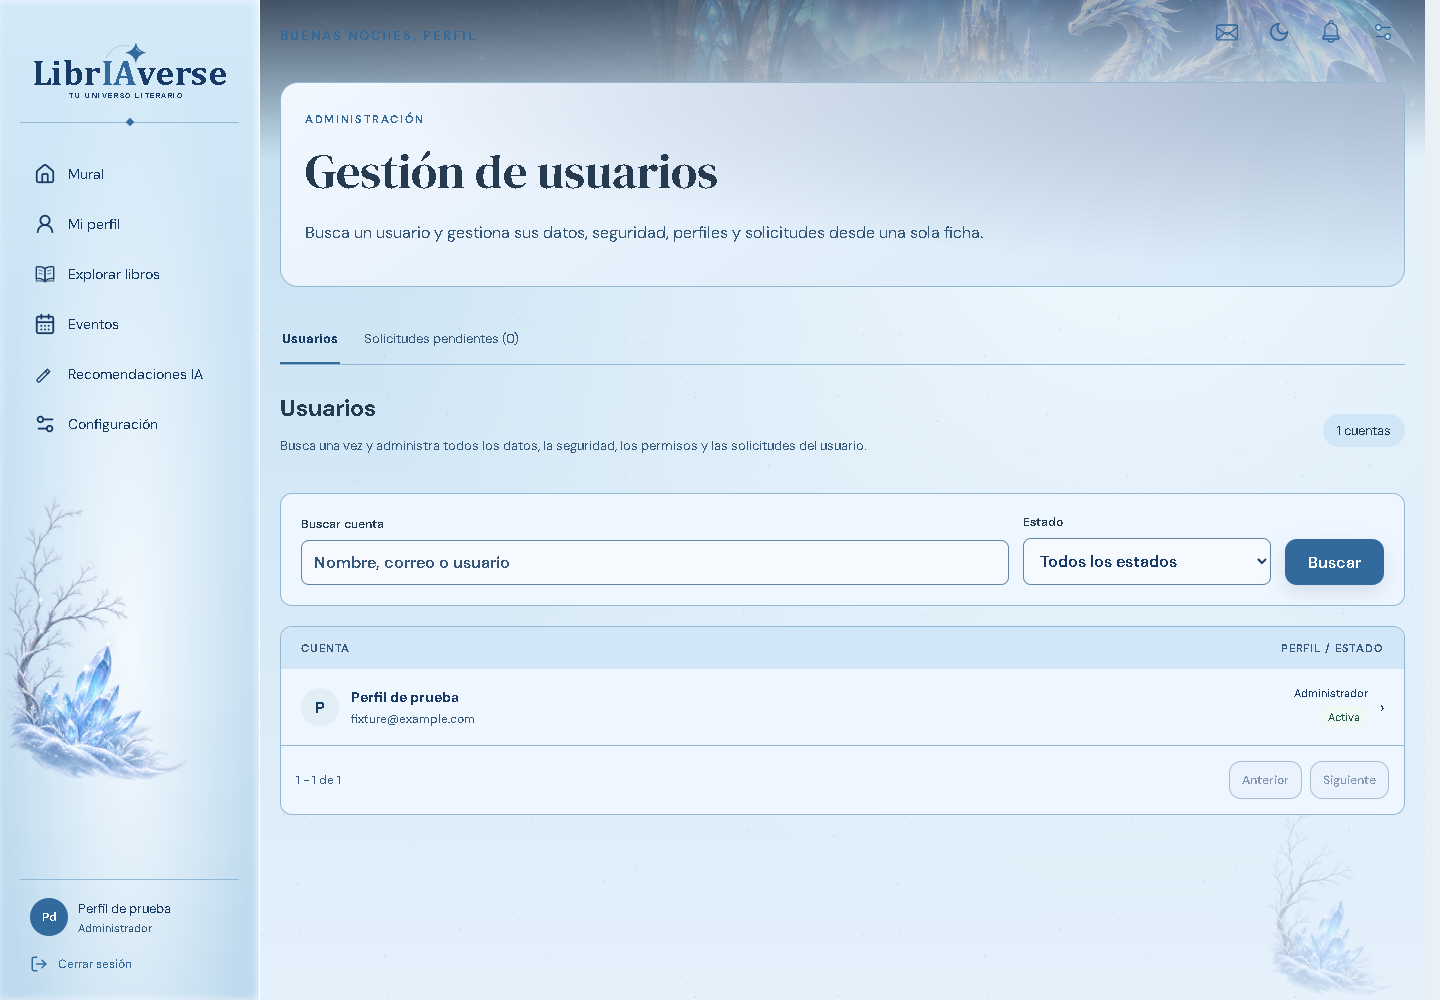 LibrIAverse
TU UNIVERSO LITERARIO
Mural
Mi perfil
Explorar libros
Eventos
Recomendaciones IA
Configuración
Perfil de prueba
Pd
Administrador
Cerrar sesión
BUENAS NOCHES, PERFIL
ADMINISTRACIÓN
Gestión de usuarios
Busca un usuario y gestiona sus datos, seguridad, perfiles y solicitudes desde una sola ficha.
Usuarios Solicitudes pendientes (0)
Usuarios
Busca una vez y administra todos los datos, la seguridad, los permisos y las solicitudes del usuario.
1 cuentas
Buscar cuenta
Nombre, correo o usuario
Estado
Todos los estados
Buscar
CUENTA PERFIL / ESTADO
P
Perfil de prueba
fixture@example.com
Administrador
Activa ›
1–1 de 1
Anterior Siguiente